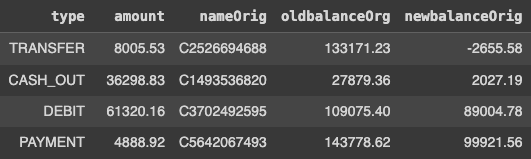 type amount nameOrig oldbalanceOrg newbalanceOrig
TRANSFER 8005.53 C2526694688 133171.23 -2655.58
CASH_OUT 36298.83 C1493536820 27879.36 2027.19
DEBIT 61320.16 C3702492595 109075.40 89004.78
PAYMENT 4888.92 C5642067493 143778.62 99921.56